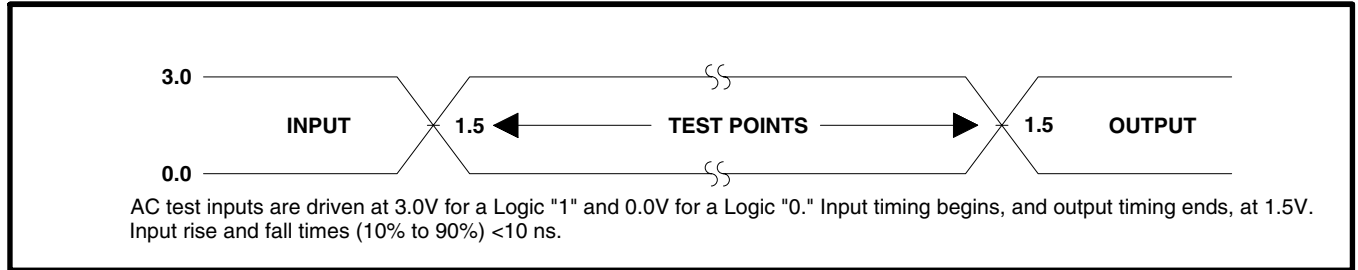 3.0
INPUT 1.5 TEST POINTS 1.5 OUTPUT
0.0
AC test inputs are driven at 3.0V for a Logic "1" and 0.0V for a Logic "0." Input timing begins, and output timing ends, at 1.5V.
Input rise and fall times (10% to 90%) <10 ns.